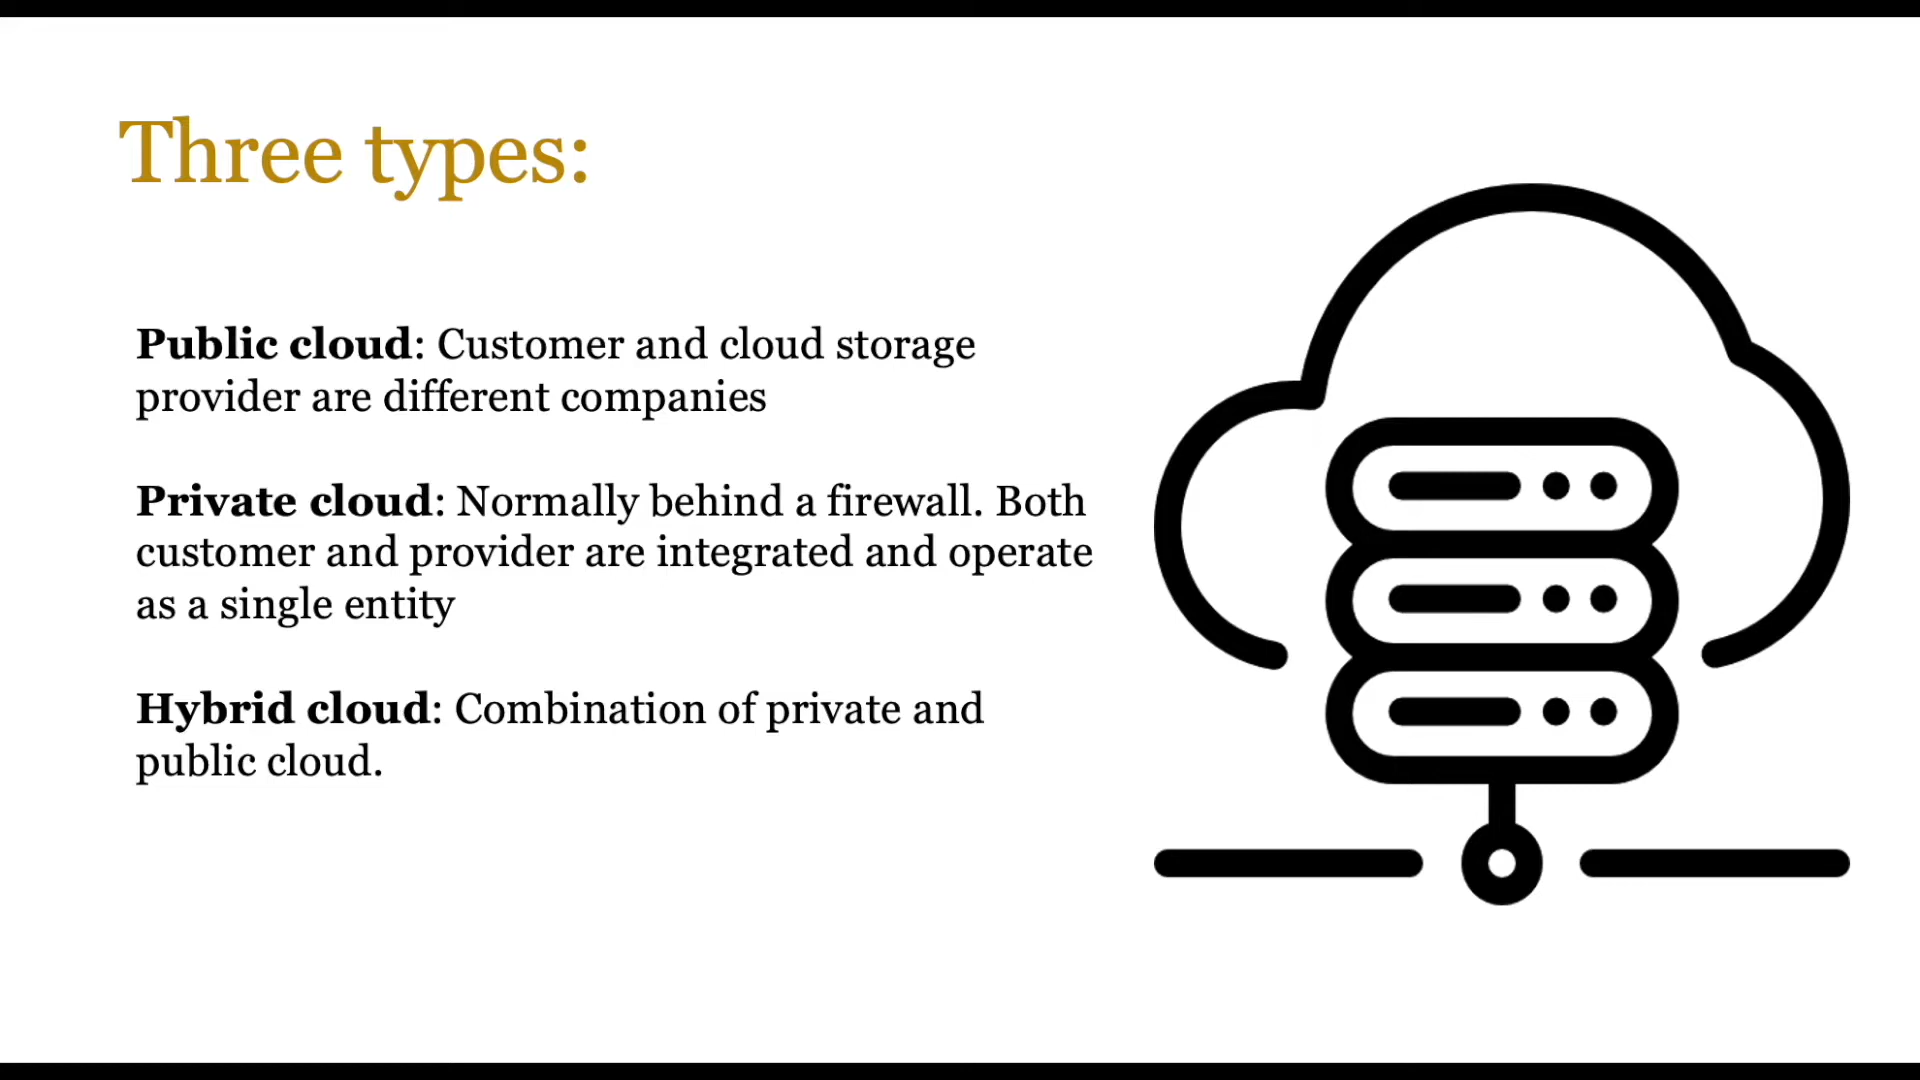 Three types:
Public cloud: Customer and cloud storage
provider are different companies
Private cloud: Normally behind a firewall. Both
customer and provider are integrated and operate
as a single entity
Hybrid cloud: Combination of private and
public cloud.